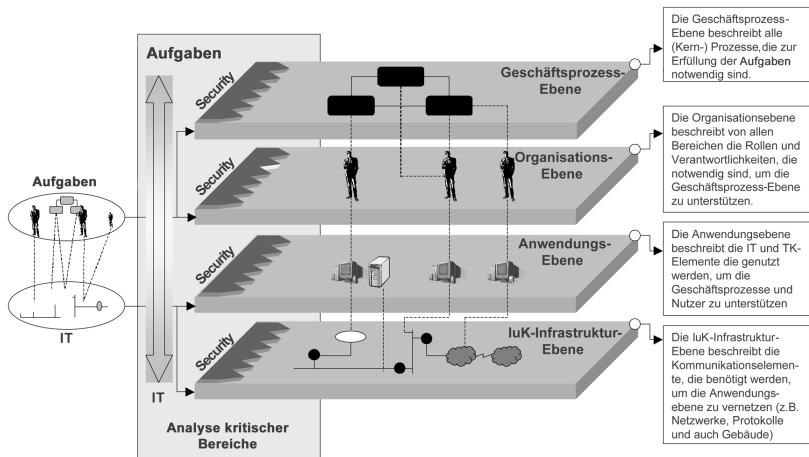 Aufgaben
IT
Aufgaben
IT
Analyse kritischer
Bereiche
Security
Geschäftsprozess-
Ebene
Security
Organisations-
Ebene
Security
Anwendungs-
Ebene
Security
IuK-Infrastruktur-
Ebene
Die Geschäftsprozess-
Ebene beschreibt alle
(Kern-) Prozesse,die zur
Erfüllung der Aufgaben
notwendig sind.
Die Organisationsebene
beschreibt von allen
Bereichen die Rollen und
Verantwortlichkeiten, die
notwendig sind, um die
Geschäftsprozess-Ebene
zu unterstützen.
Die Anwendungsebene
beschreibt die IT und TK-
Elemente die genutzt
werden, um die
Geschäftsprozesse und
Nutzer zu unterstützen
Die IuK-Infrastruktur-
Ebene beschreibt die
Kommunikationselemen-
te, die benötigt werden,
um die Anwendungs-
ebene zu vernetzen (z.B.
Netzwerke, Protokolle
und auch Gebäude)